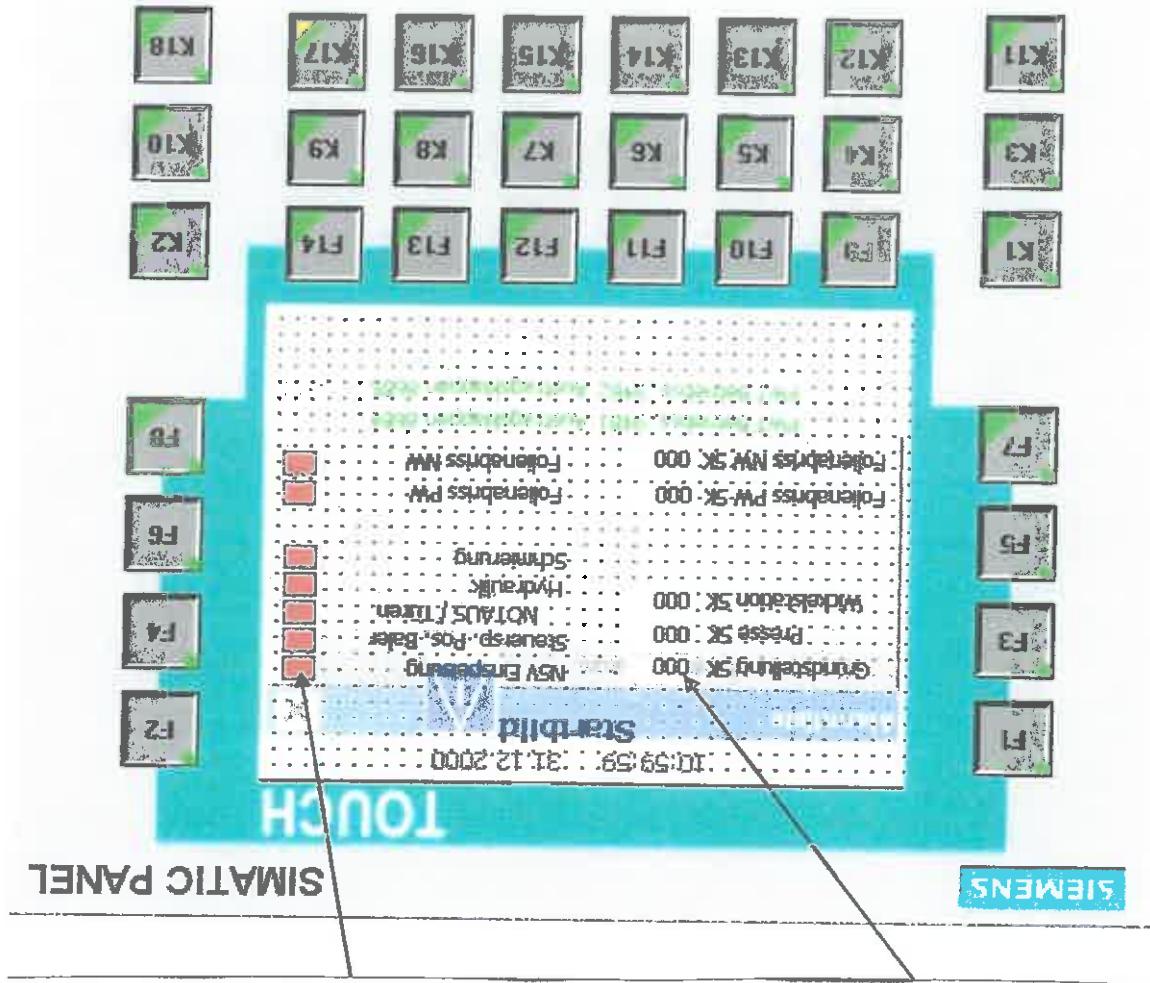 SIEMENS SIMATIC PANEL
TOUCH
10:59:59 31.12.2000
F1 F2
Startbild
Grundstellung SK 000 NSV Einspeisung
Presse SK 000 Steuersp. Pos. Baler
F3 F4
Wickelstation SK 000 NOTAUS / Türen
Hydraulik
Schmierung
F5 F6
Folienabriss PW SK 000 Folienabriss PW
Folienabriss NW SK 000 Folienabriss NW
F7 F8
K1 F9 F10 F11 F12 F13 F14 K2
K3 K4 K5 K6 K7 K8 K9 K10
K11 K12 K13 K14 K15 K16 K17 K18